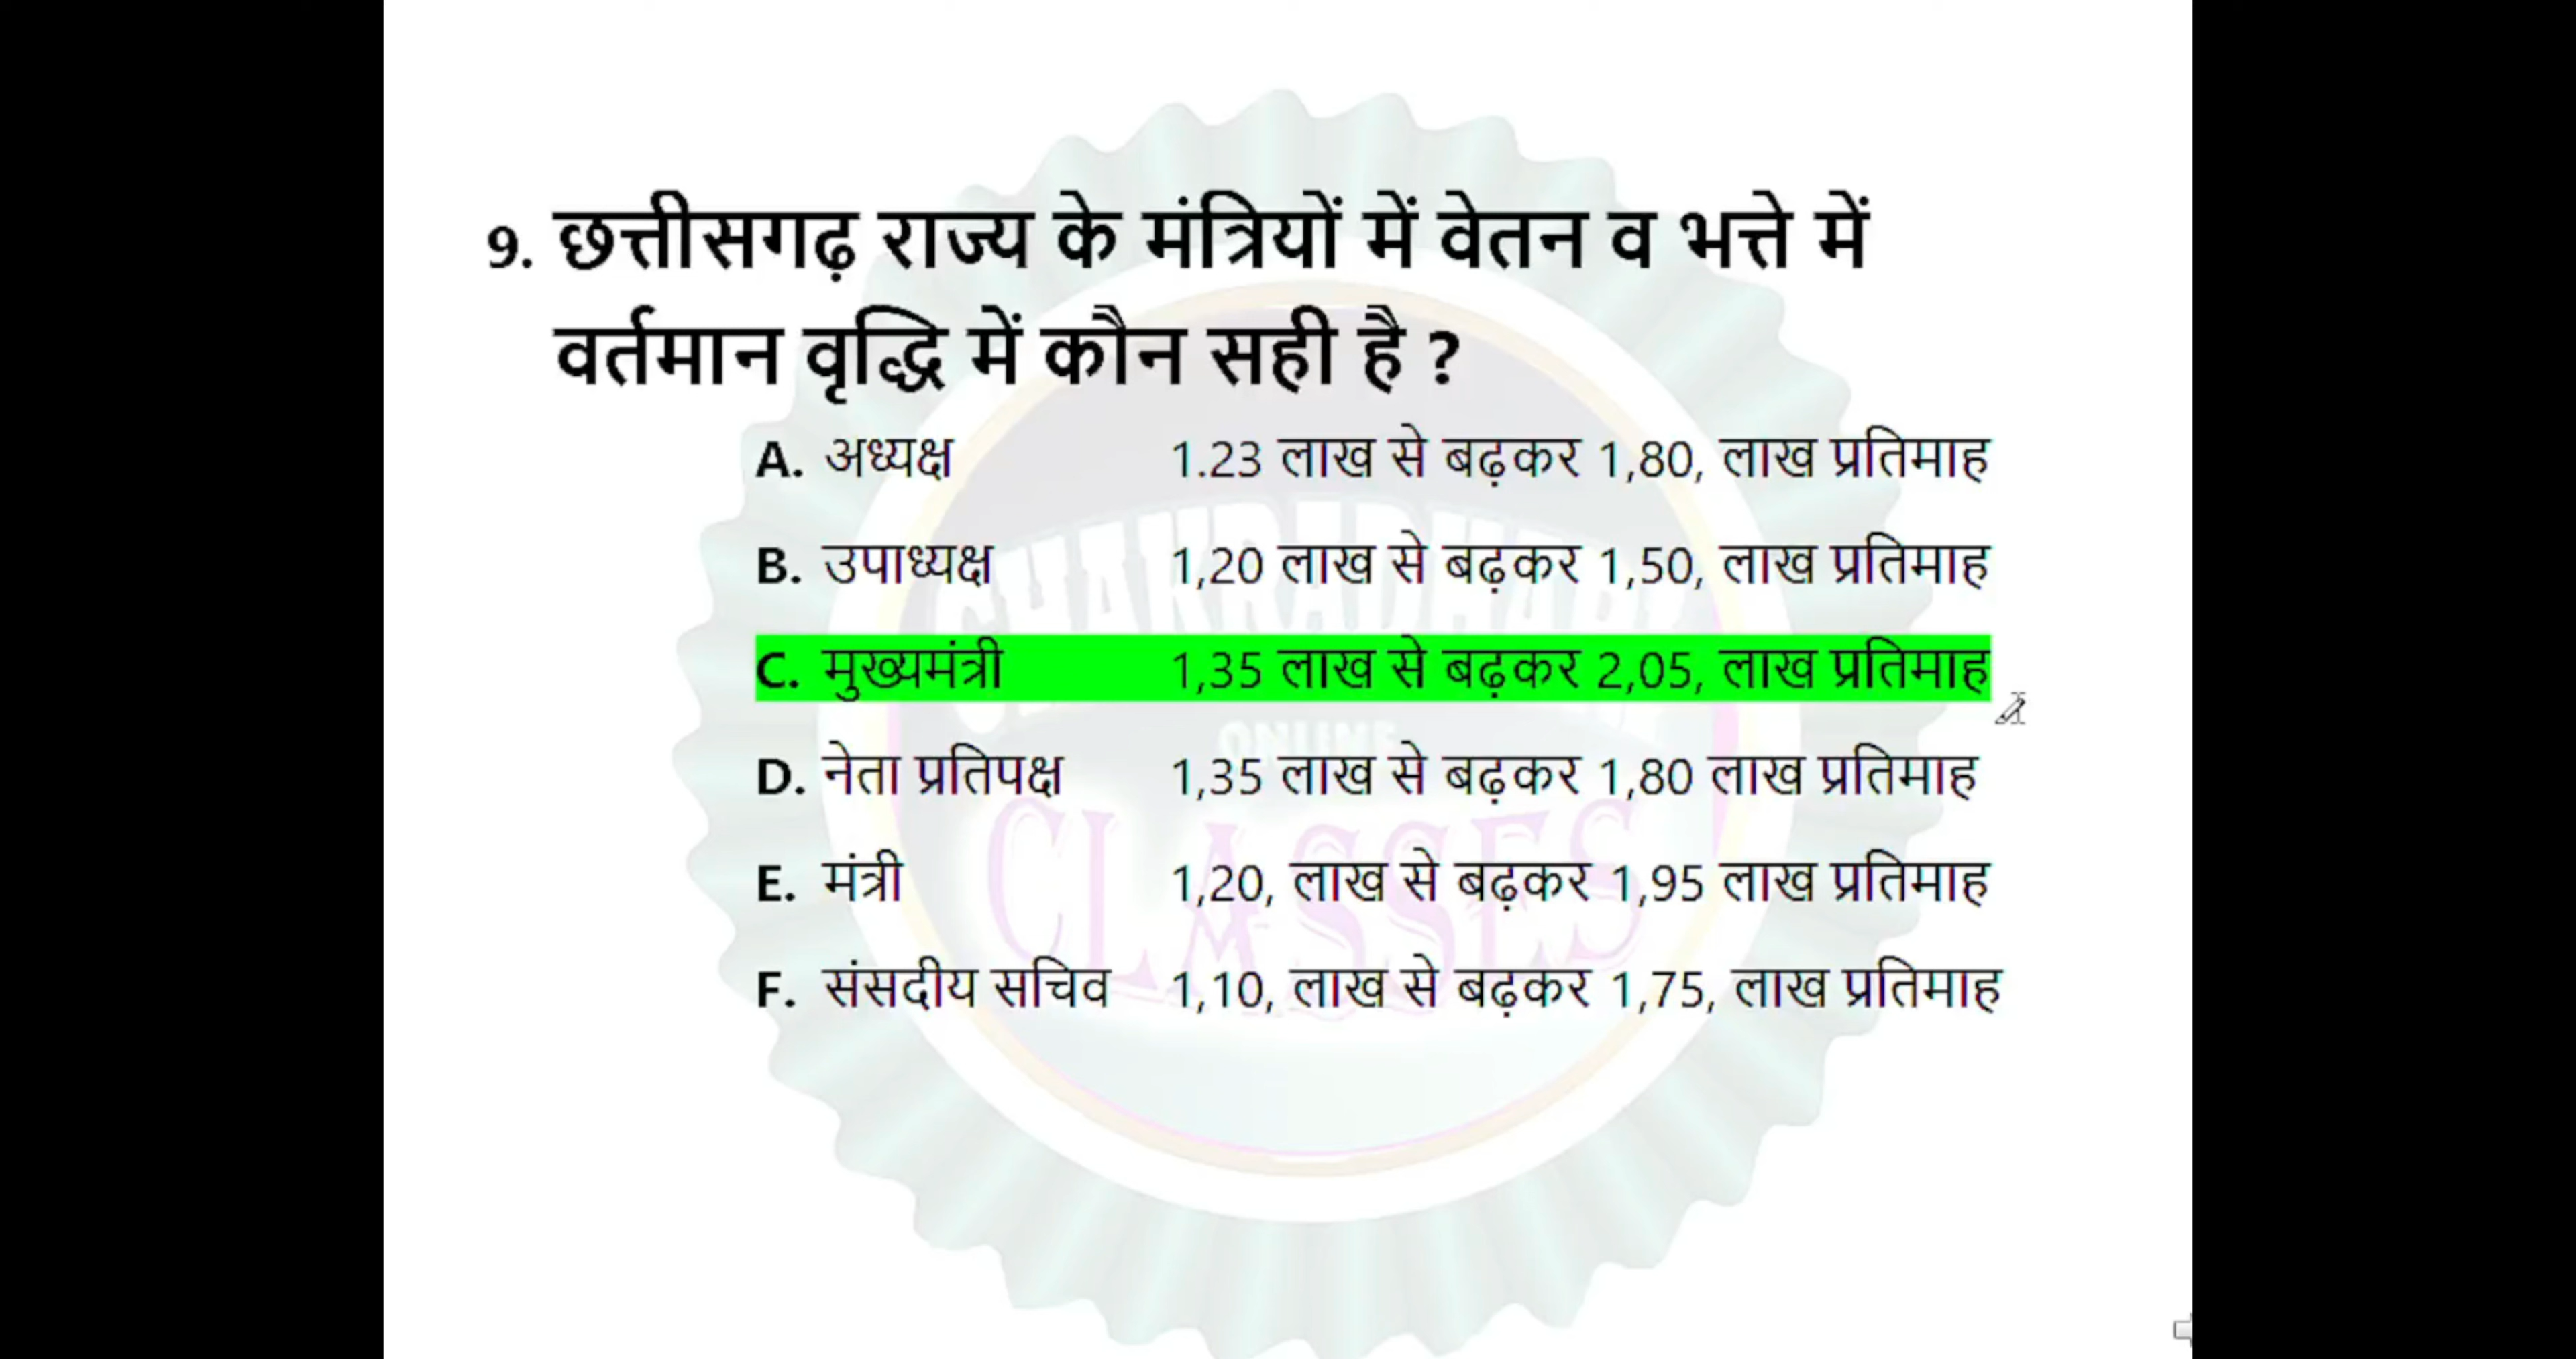 9. छत्तीसगढ़ राज्य के मंत्रियों में वेतन व भत्ते में
वर्तमान वृद्धि में कौन सही है ?
A. अध्यक्ष 1.23 लाख से बढ़कर 1,80, लाख प्रतिमाह
B. उपाध्यक्ष 1,20 लाख से बढ़कर 1,50, लाख प्रतिमाह
C. मुख्यमंत्री 1,35 लाख से बढ़कर 2,05, लाख प्रतिमाह
D. नेता प्रतिपक्ष 1,35 लाख से बढ़कर 1,80 लाख प्रतिमाह
E. मंत्री 1,20, लाख से बढ़कर 1,95 लाख प्रतिमाह
F. संसदीय सचिव 1,10, लाख से बढ़कर 1,75, लाख प्रतिमाह
CHAKRADHARI
ONLINE
CLASSES